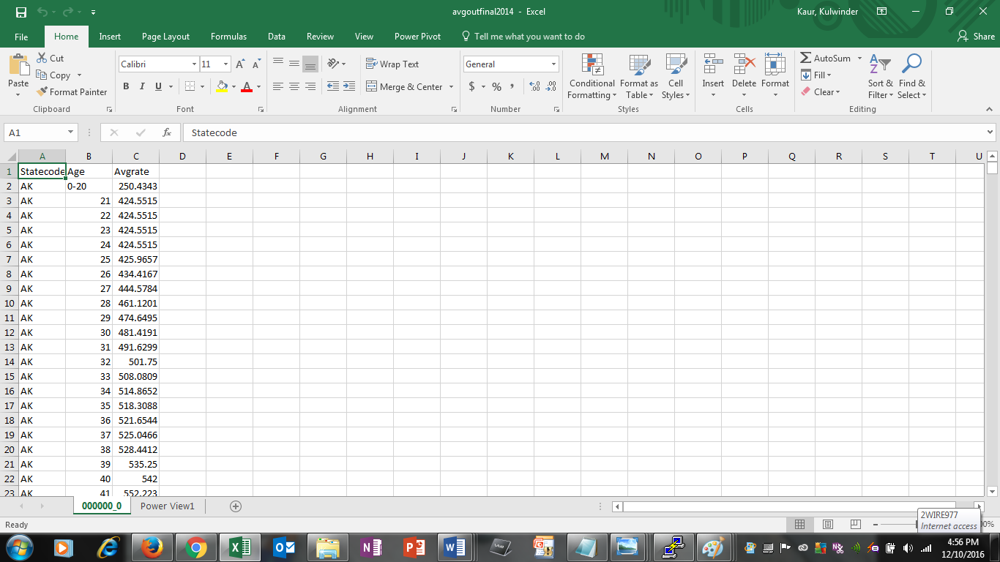 avgoutfinal2014 - Excel
Kaur, Kulwinder
File Home Insert Page Layout Formulas Data Review View Power Pivot Tell me what you want to do Share
Paste
Cut
Copy
Format Painter
Clipboard
Calibri 11
B I U
Font
Wrap Text
Merge & Center
Alignment
General
$ % ,
Number
Conditional Formatting
Format as Table
Cell Styles
Styles
Insert Delete Format
Cells
AutoSum
Fill
Clear
Sort & Filter
Find & Select
Editing
A1 fx Statecode
A B C D E F G H I J K L M N O P Q R S T U
1 Statecode Age Avgrate
2 AK 0-20 250.4343
3 AK 21 424.5515
4 AK 22 424.5515
5 AK 23 424.5515
6 AK 24 424.5515
7 AK 25 425.9657
8 AK 26 434.4167
9 AK 27 444.5784
10 AK 28 461.1201
11 AK 29 474.6495
12 AK 30 481.4191
13 AK 31 491.6299
14 AK 32 501.75
15 AK 33 508.0809
16 AK 34 514.8652
17 AK 35 518.3088
18 AK 36 521.6544
19 AK 37 525.0466
20 AK 38 528.4412
21 AK 39 535.25
22 AK 40 542
23 AK 41 552.223
000000_0 Power View1
Ready
2WIRE977
Internet access
4:56 PM
12/10/2016